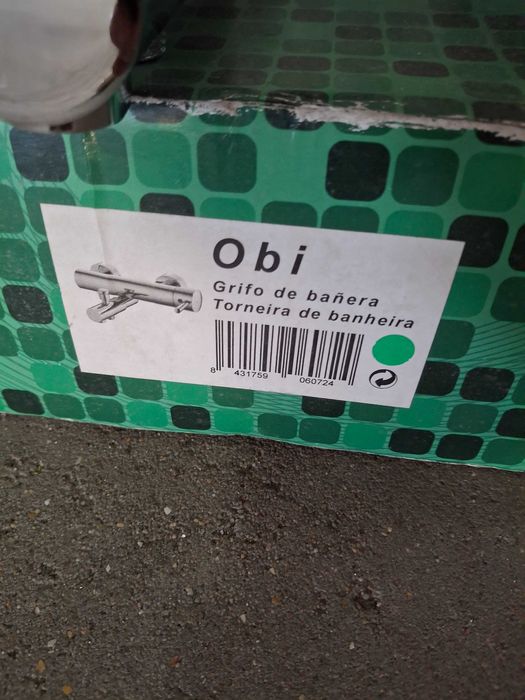 Obi
Grifo de bañera
Torneira de banheira
8 431759 060724